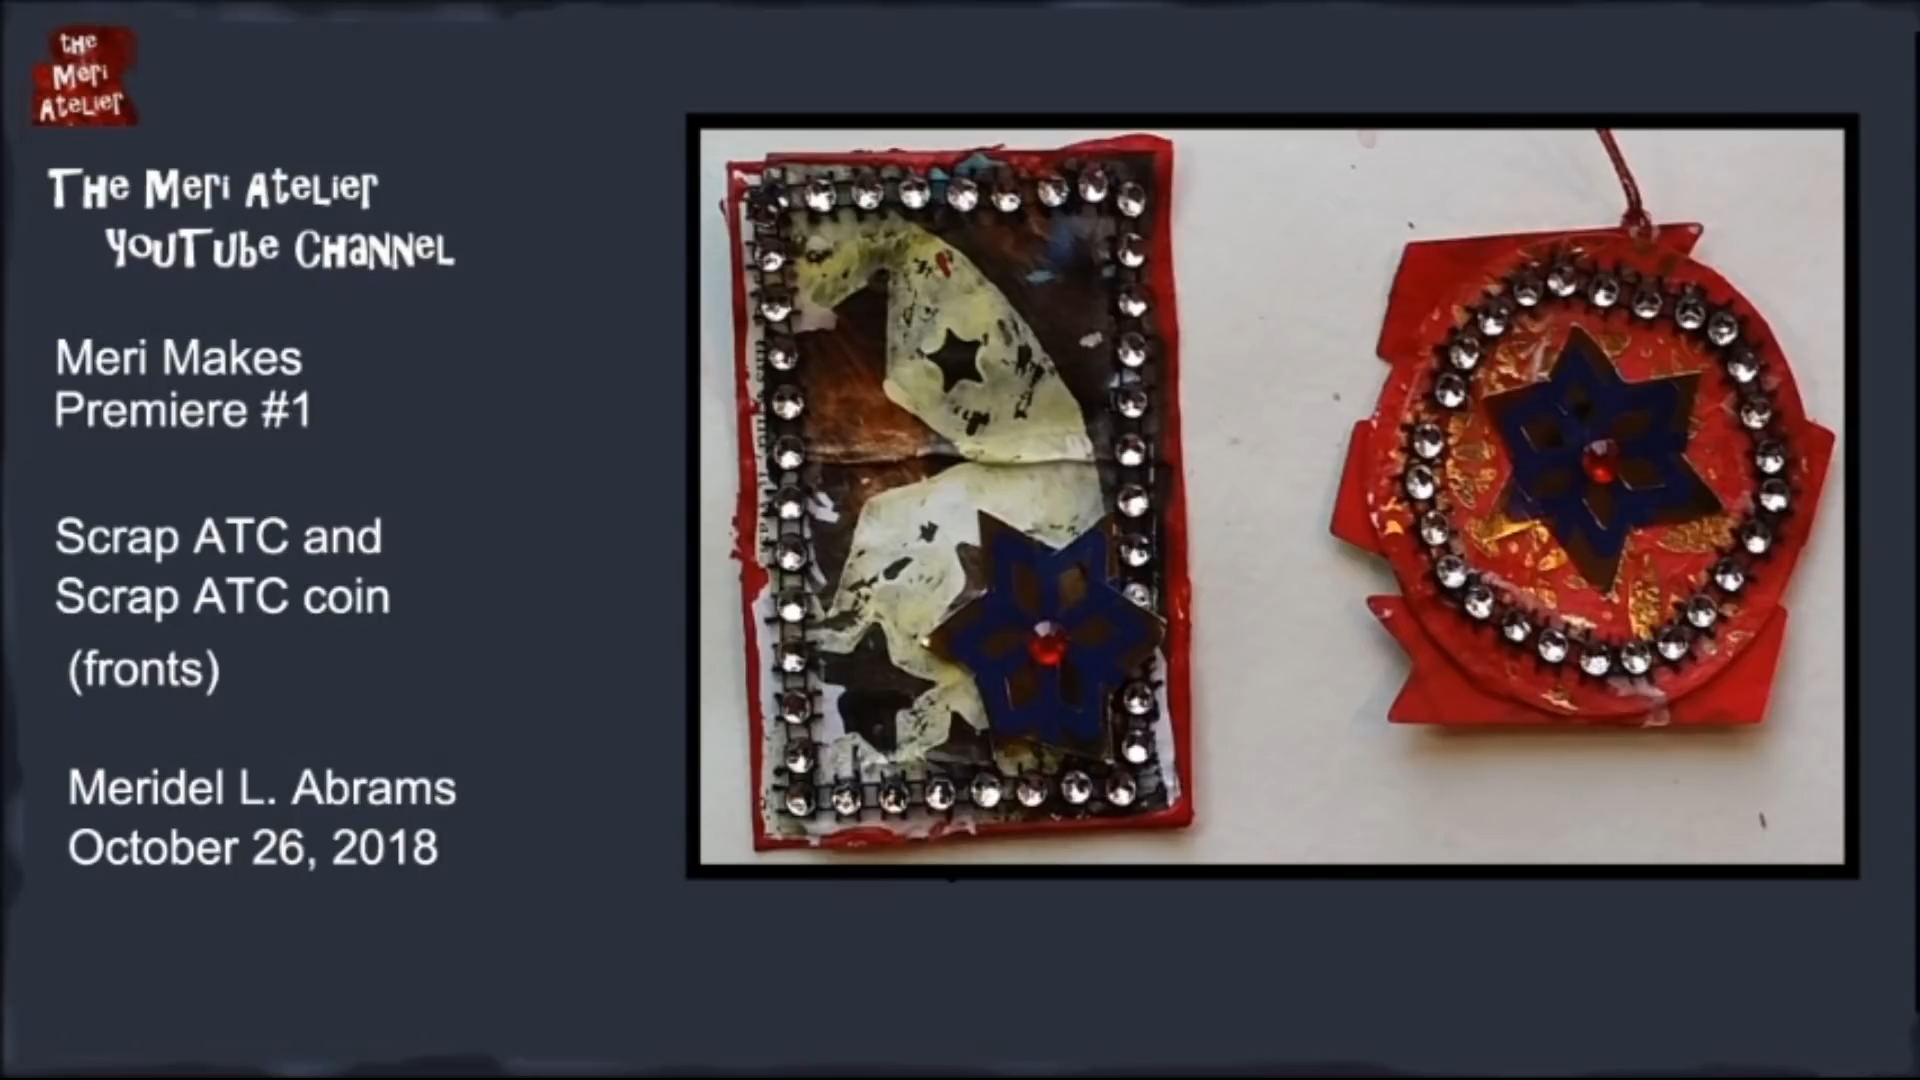 the
Meri
Atelier
The Meri Atelier
YouTube Channel
Meri Makes
Premiere #1
Scrap ATC and
Scrap ATC coin
(fronts)
Meridel L. Abrams
October 26, 2018